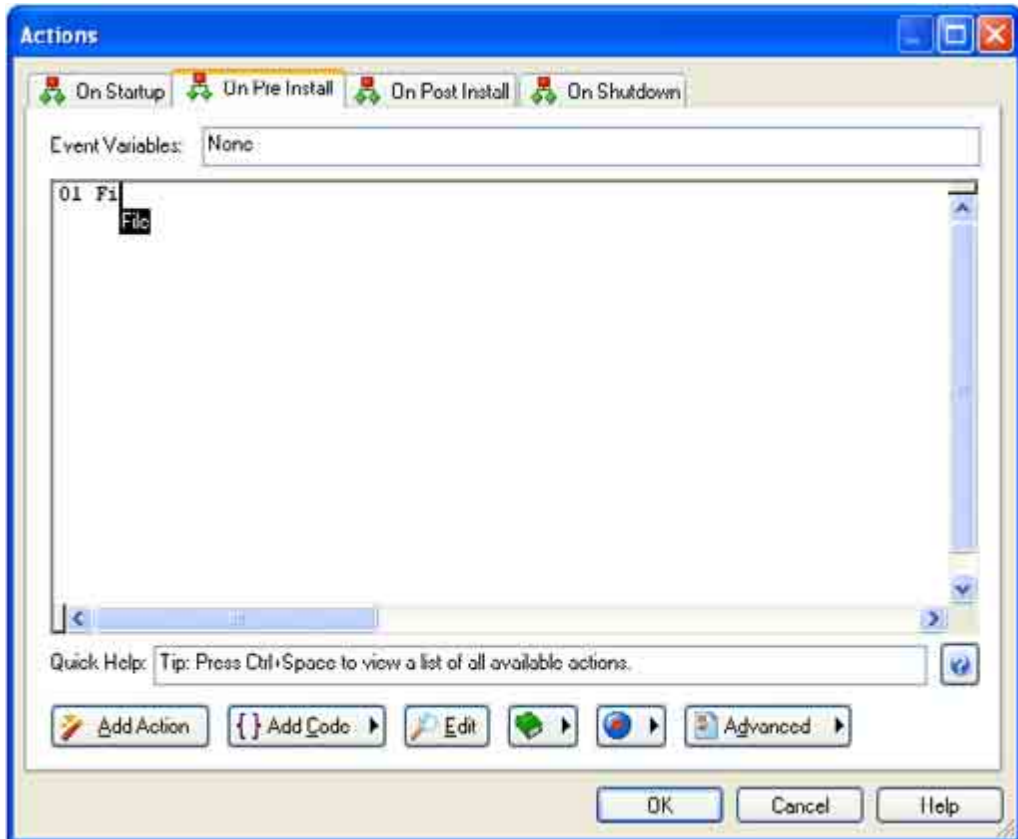 Actions
On Startup On Pre Install On Post Install On Shutdown
Event Variables: None
01 Fi
File
Quick Help: Tip: Press Ctrl+Space to view a list of all available actions.
Add Action { } Add Code Edit Advanced
OK Cancel Help